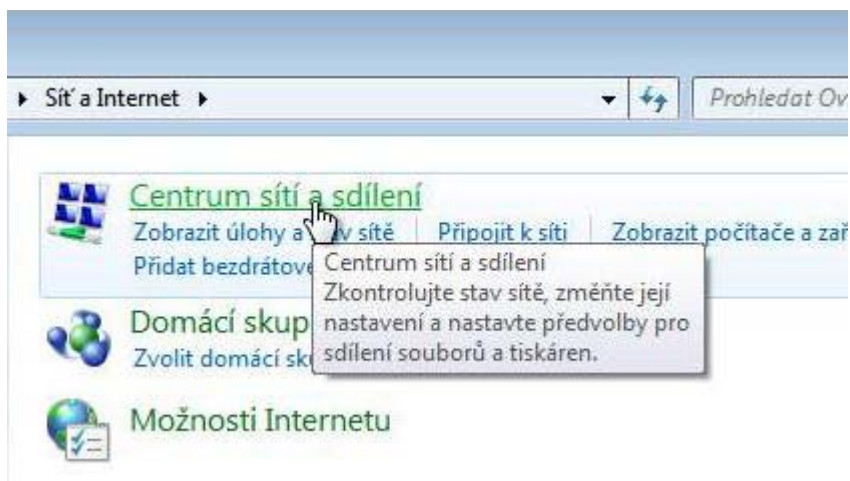 Síť a Internet
Prohledat Ov
Centrum sítí a sdílení
Zobrazit úlohy a stav sítě Připojit k síti Zobrazit počítače a zař
Přidat bezdrátové
Centrum sítí a sdílení
Zkontrolujte stav sítě, změňte její
nastavení a nastavte předvolby pro
sdílení souborů a tiskáren.
Domácí skup
Zvolit domácí sk
Možnosti Internetu